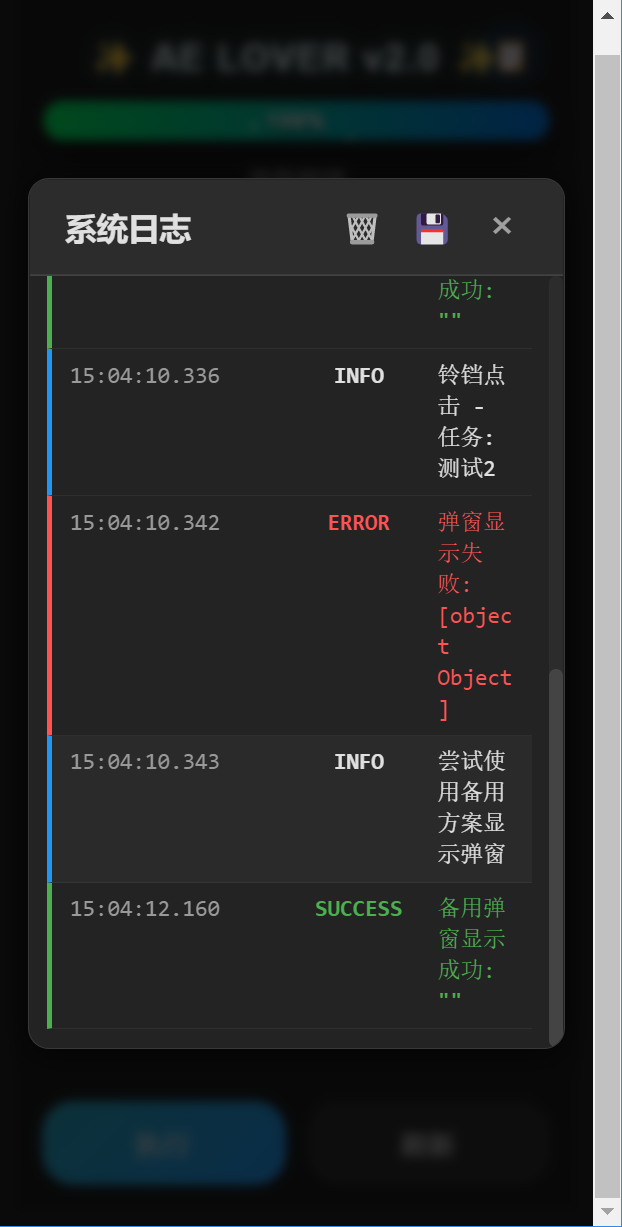 ✨ AE LOVER v2.0 ✨
系统日志
成功:
""
15:04:10.336 INFO 铃铛点
击 -
任务:
测试2
15:04:10.342 ERROR 弹窗显
示失
败:
[objec
t
Object
]
15:04:10.343 INFO 尝试使
用备用
方案显
示弹窗
15:04:12.160 SUCCESS 备用弹
窗显示
成功:
""